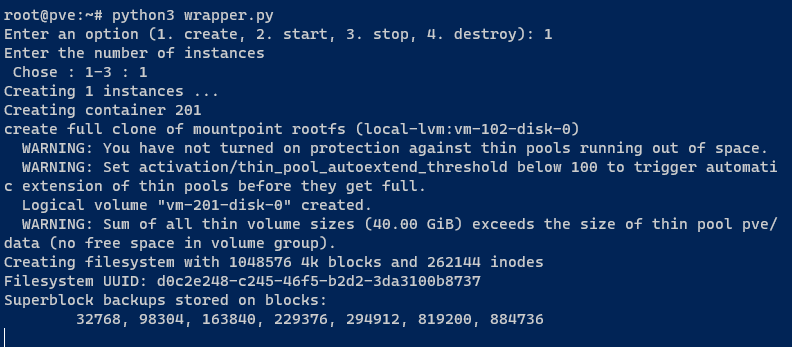 root@pve:~# python3 wrapper.py
Enter an option (1. create, 2. start, 3. stop, 4. destroy): 1
Enter the number of instances
 Chose : 1-3 : 1
Creating 1 instances ...
Creating container 201
create full clone of mountpoint rootfs (local-lvm:vm-102-disk-0)
  WARNING: You have not turned on protection against thin pools running out of space.
  WARNING: Set activation/thin_pool_autoextend_threshold below 100 to trigger automati
c extension of thin pools before they get full.
  Logical volume "vm-201-disk-0" created.
  WARNING: Sum of all thin volume sizes (40.00 GiB) exceeds the size of thin pool pve/
data (no free space in volume group).
Creating filesystem with 1048576 4k blocks and 262144 inodes
Filesystem UUID: d0c2e248-c245-46f5-b2d2-3da3100b8737
Superblock backups stored on blocks:
        32768, 98304, 163840, 229376, 294912, 819200, 884736